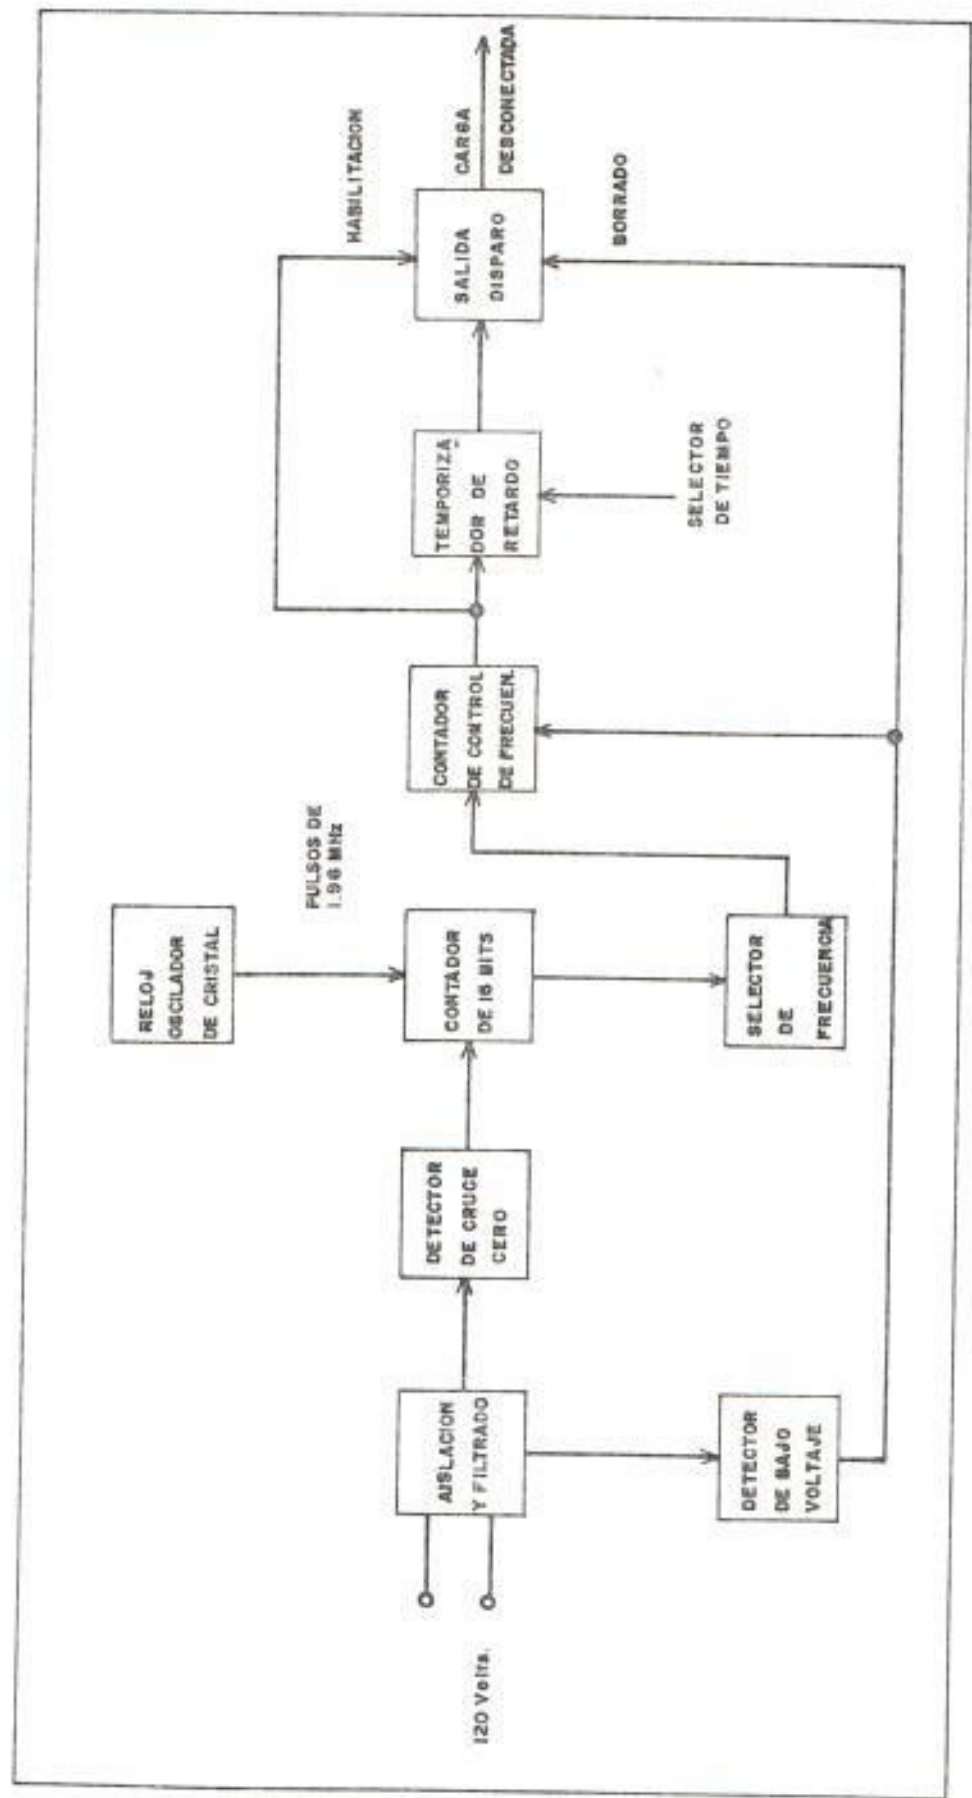 120 Volts.
AISLACION
Y FILTRADO
DETECTOR
DE BAJO
VOLTAJE
DETECTOR
DE CRUCE
CERO
RELOJ
OSCILADOR
DE CRISTAL
PULSOS DE
1.96 MHz
CONTADOR
DE 16 BITS
SELECTOR
DE
FRECUENCIA
CONTADOR
DE CONTROL
DE FRECUEN.
TEMPORIZA
DOR DE
RETARDO
SELECTOR
DE TIEMPO
HABILITACION
SALIDA
DISPARO
BORRADO
CARGA
DESCONECTADA